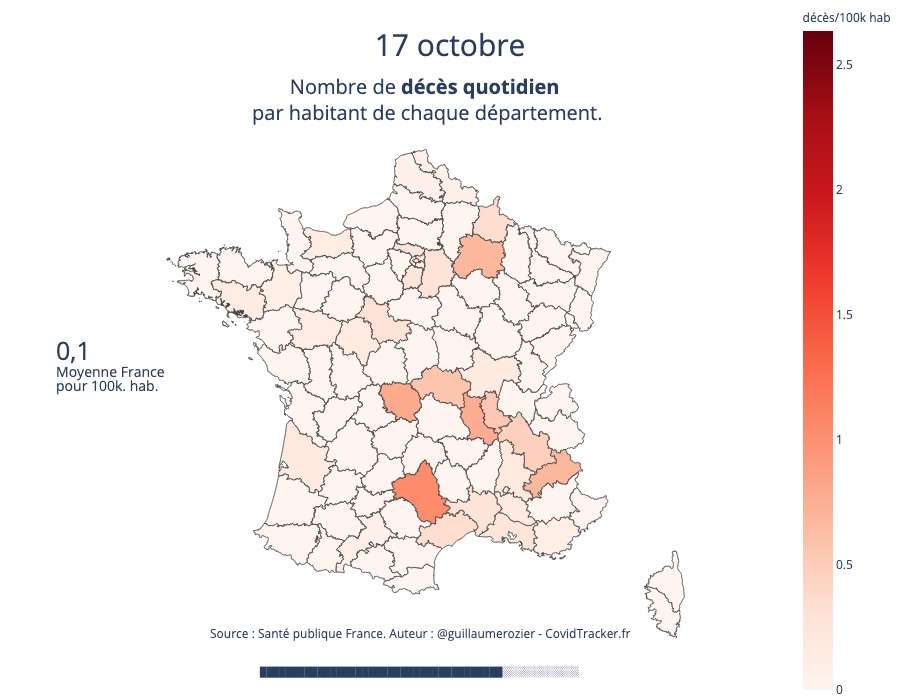 décès/100k hab
17 octobre
Nombre de décès quotidien
par habitant de chaque département.
2.5
2
1.5
1
0.5
0
0,1
Moyenne France
pour 100k. hab.
Source : Santé publique France. Auteur : @guillaumerozier - CovidTracker.fr